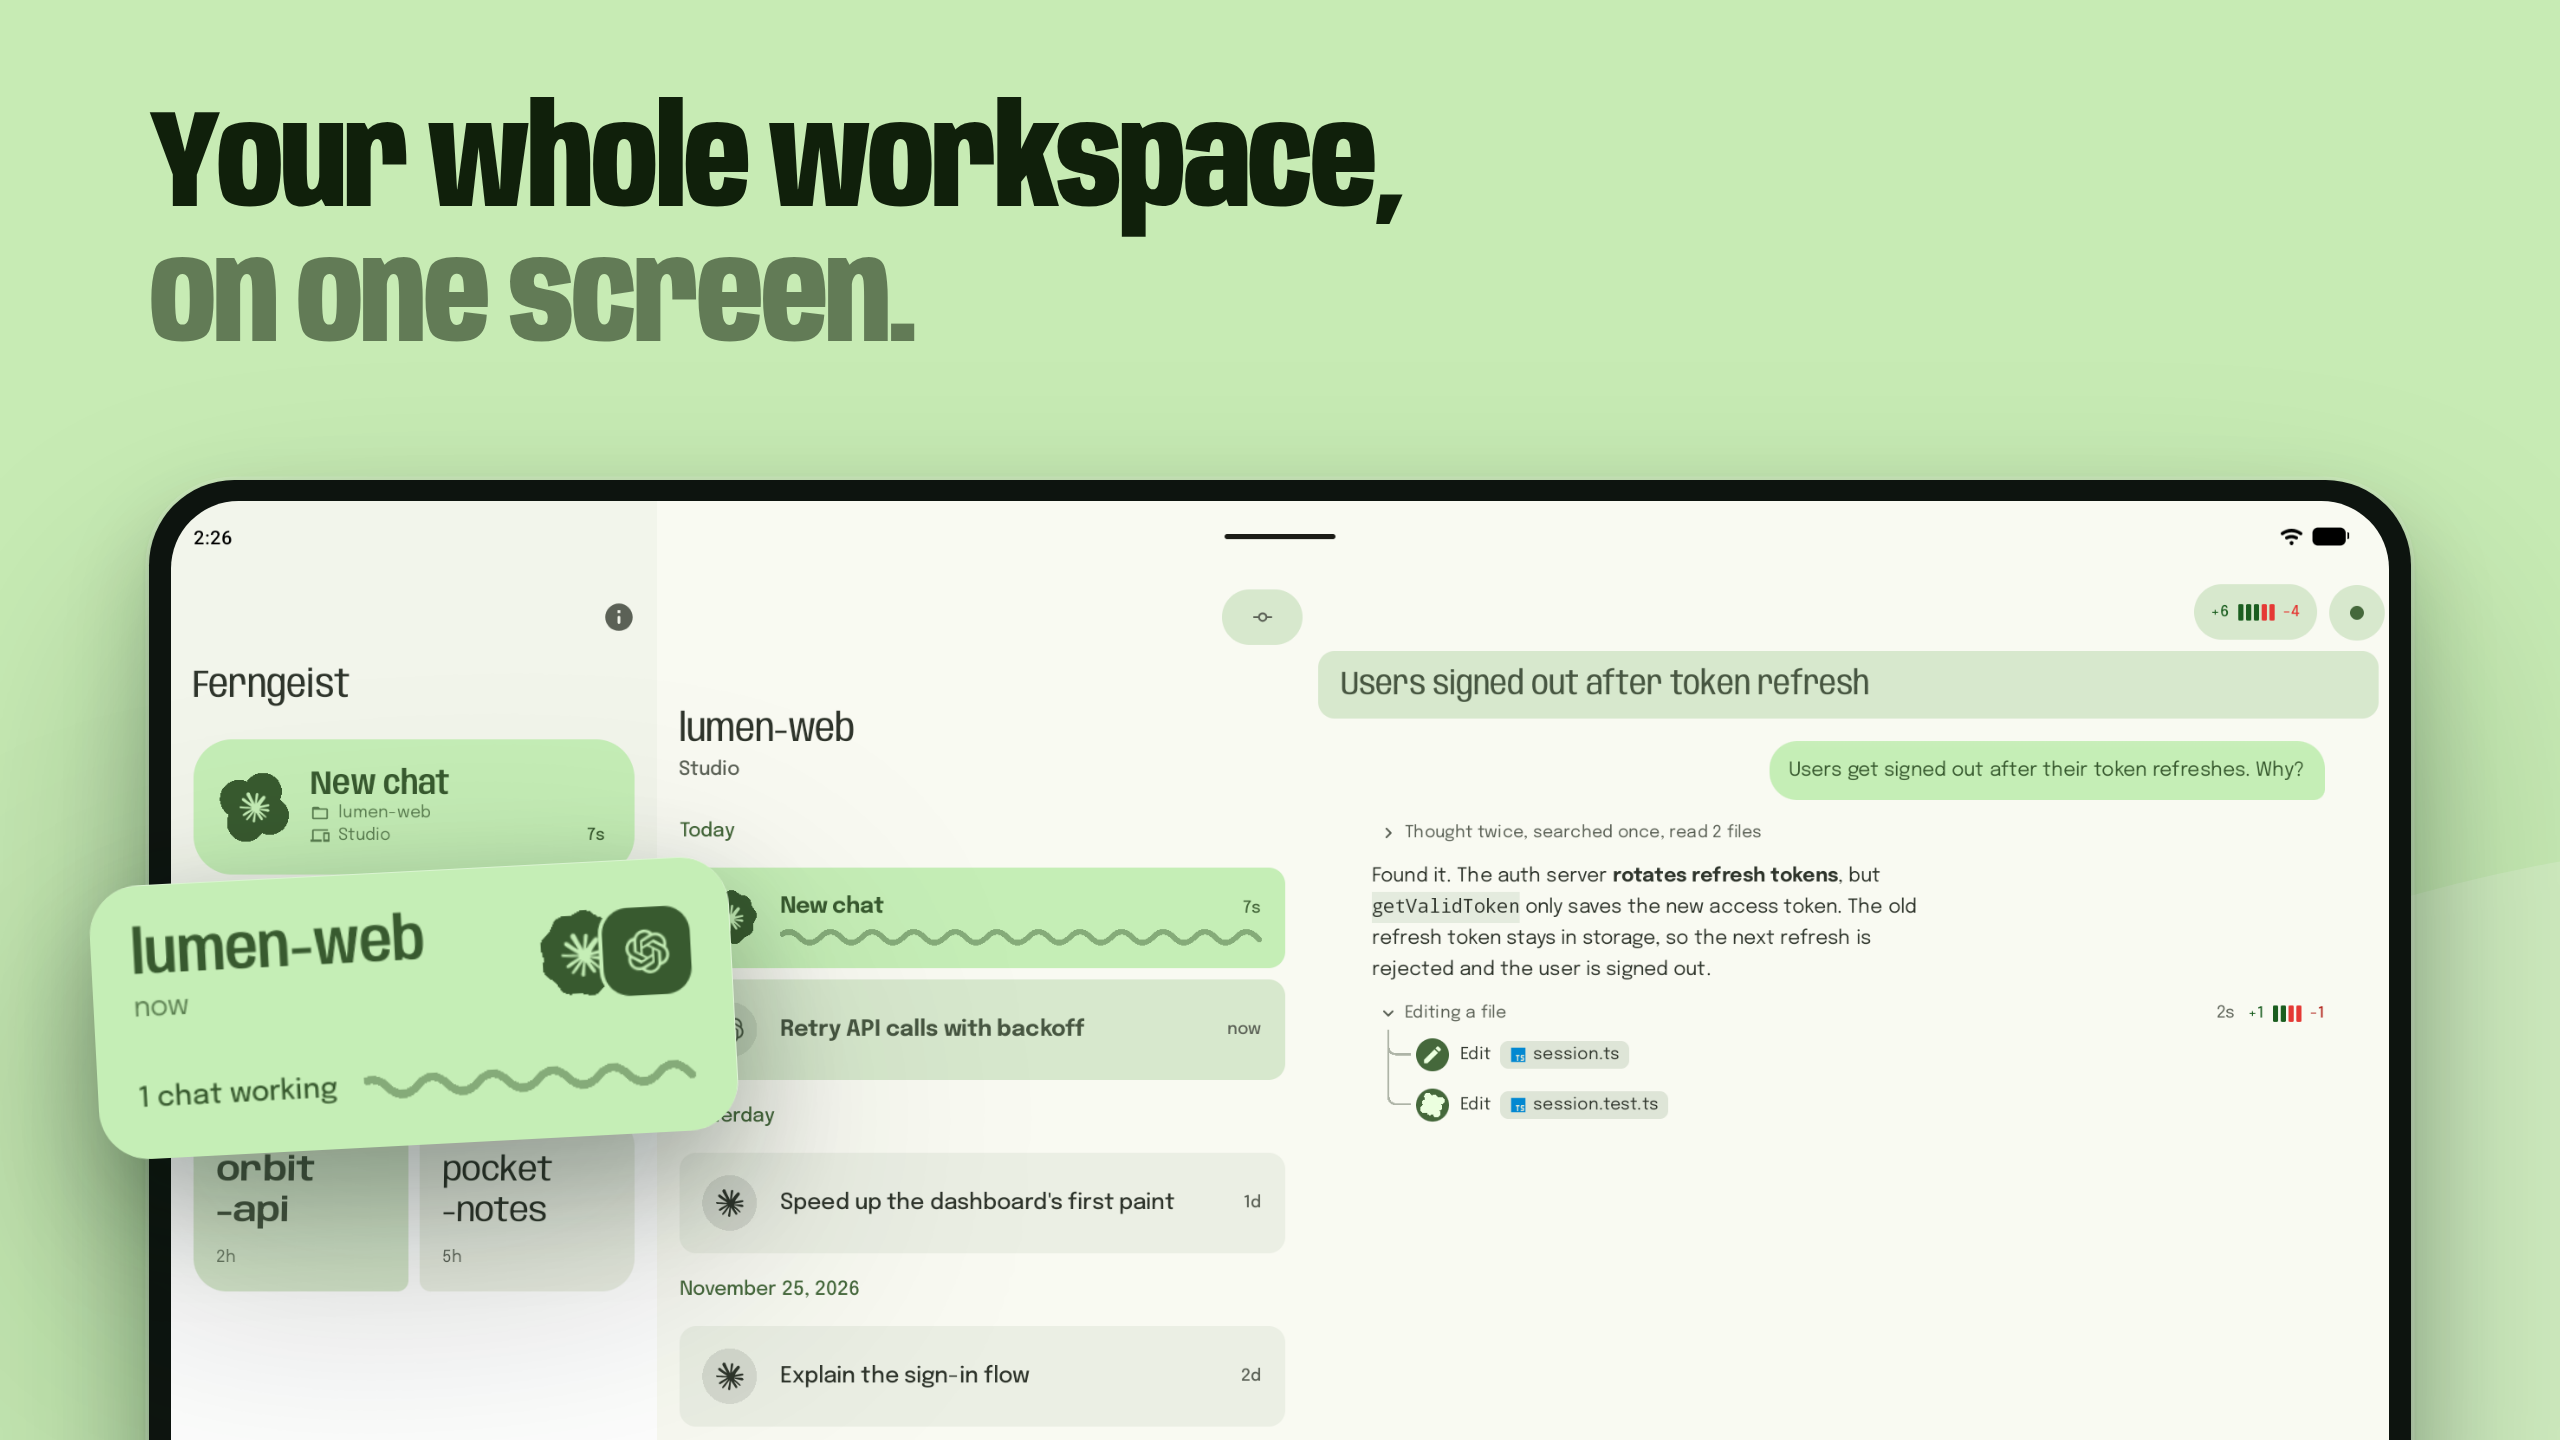 Your whole workspace,
on one screen.
2:26
Ferngeist
New chat
lumen-web
Studio
7s
lumen-web
now
1 chat working
orbit
-api
2h
pocket
-notes
5h
lumen-web
Studio
Today
New chat
7s
Retry API calls with backoff
now
erday
Speed up the dashboard's first paint
1d
November 25, 2026
Explain the sign-in flow
2d
+6 -4
Users signed out after token refresh
Users get signed out after their token refreshes. Why?
Thought twice, searched once, read 2 files
Found it. The auth server rotates refresh tokens, but
getValidToken only saves the new access token. The old
refresh token stays in storage, so the next refresh is
rejected and the user is signed out.
Editing a file 2s +1 -1
Edit TS session.ts
Edit TS session.test.ts